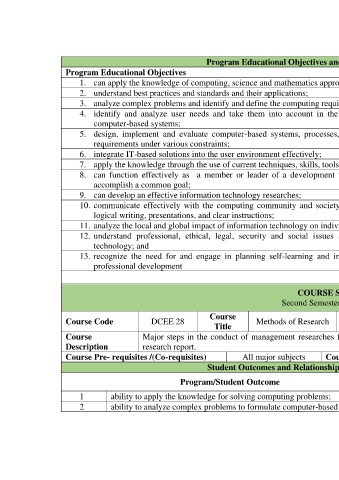 Program Educational Objectives an
Program Educational Objectives
1. can apply the knowledge of computing, science and mathematics appro
2. understand best practices and standards and their applications;
3. analyze complex problems and identify and define the computing requi
4. identify and analyze user needs and take them into account in the
computer-based systems;
5. design, implement and evaluate computer-based systems, processes,
requirements under various constraints;
6. integrate IT-based solutions into the user environment effectively;
7. apply the knowledge through the use of current techniques, skills, tools
8. can function effectively as a member or leader of a development
accomplish a common goal;
9. can develop an effective information technology researches;
10. communicate effectively with the computing community and society
logical writing, presentations, and clear instructions;
11. analyze the local and global impact of information technology on indiv
12. understand professional, ethical, legal, security and social issues
technology; and
13. recognize the need for and engage in planning self-learning and in
professional development
COURSE S
Second Semester
Course Code DCEE 28 Course Title Methods of Research
Course Description Major steps in the conduct of management researches
research report.
Course Pre- requisites /(Co-requisites) All major subjects Cou
Student Outcomes and Relationship
Program/Student Outcome
1 ability to apply the knowledge for solving computing problems;
2 ability to analyze complex problems to formulate computer-based